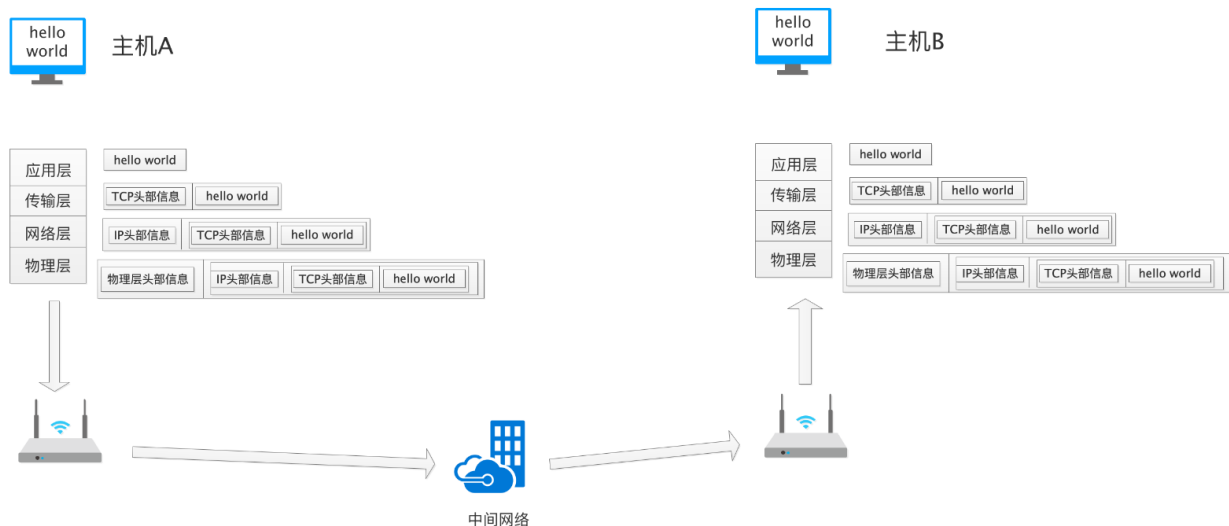 hello
world
主机A
应用层
hello world
传输层
TCP头部信息
hello world
网络层
IP头部信息
TCP头部信息
hello world
物理层
物理层头部信息
IP头部信息
TCP头部信息
hello world
hello
world
主机B
应用层
hello world
传输层
TCP头部信息
hello world
网络层
IP头部信息
TCP头部信息
hello world
物理层
物理层头部信息
IP头部信息
TCP头部信息
hello world
中间网络